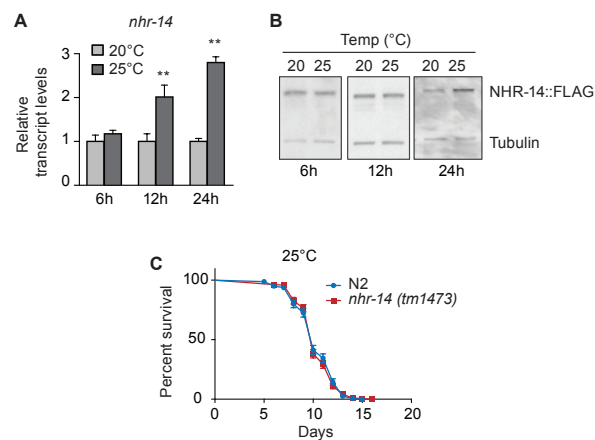 A
nhr-14
Relative
transcript levels
3
2
1
0
20°C
25°C
**
**
6h 12h 24h
B
Temp (°C)
20 25 20 25 20 25
NHR-14::FLAG
Tubulin
6h 12h 24h
C
25°C
N2
nhr-14 (tm1473)
Percent survival
100
50
0
0 5 10 15 20
Days